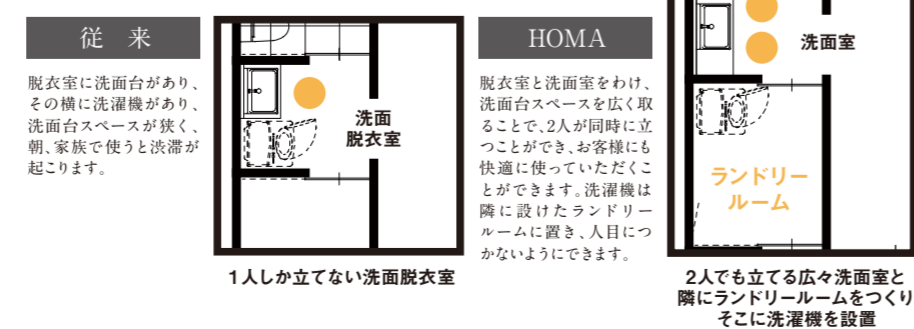 従 来
脱衣室に洗面台があり、
その横に洗濯機があり、
洗面台スペースが狭く、
朝、家族で使うと渋滞が
起こります。
洗面
脱衣室
1人しか立てない洗面脱衣室
HOMA
脱衣室と洗面室をわけ、
洗面台スペースを広く取
ることで、2人が同時に立
つことができ、お客様にも
快適に使っていただくこ
とができます。洗濯機は
隣に設けたランドリー
ルームに置き、人目につ
かないようにできます。
洗面室
ランドリー
ルーム
2人でも立てる広々洗面室と
隣にランドリールームをつくり
そこに洗濯機を設置